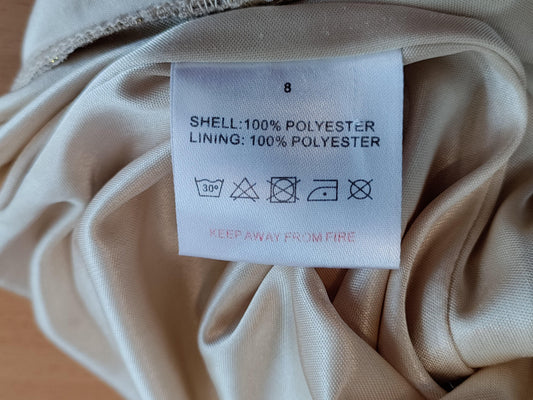 8
SHELL:100% POLYESTER
LINING: 100% POLYESTER
30°
KEEP AWAY FROM FIRE